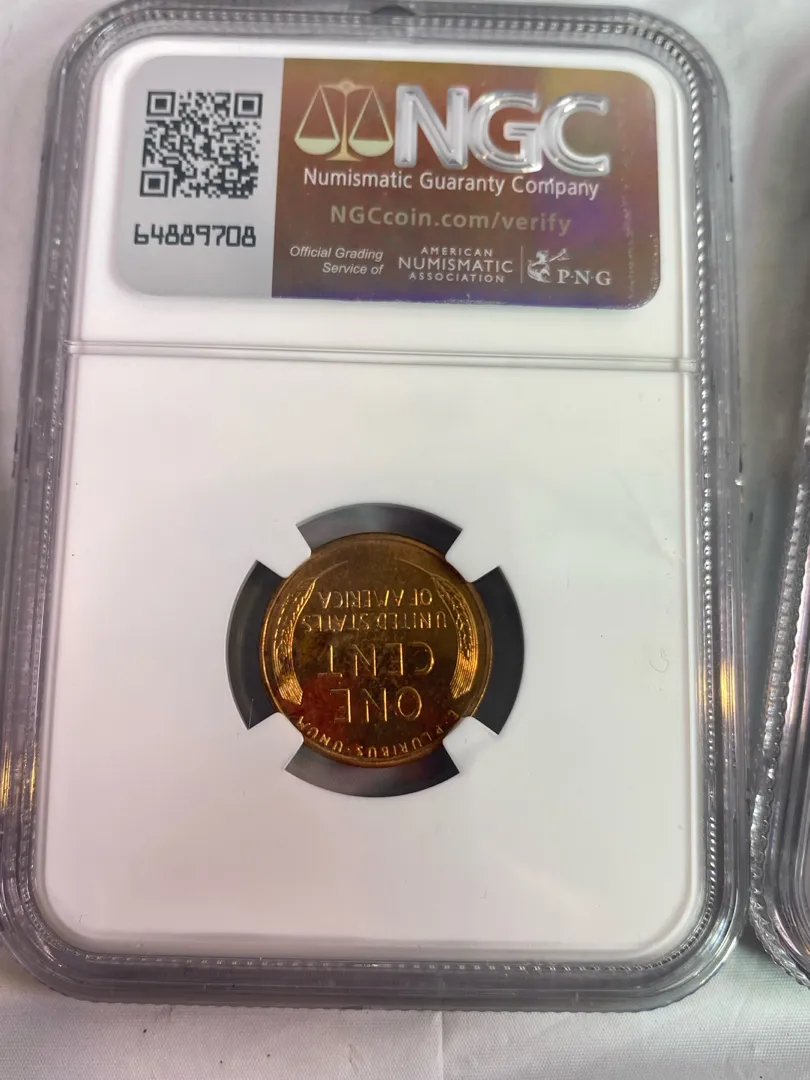 NGC
Numismatic Guaranty Company
NGCcoin.com/verify
64889708
Official Grading
Service of
AMERICAN
NUMISMATIC
ASSOCIATION
P·N·G
E·PLURIBUS·UNUM
ONE
CENT
UNITED STATES
OF AMERICA